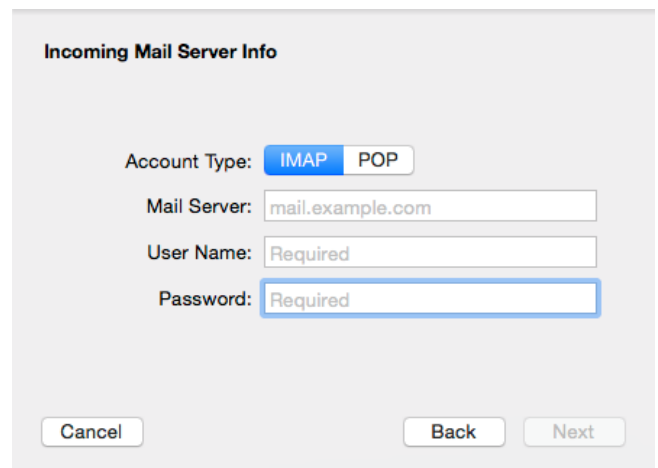 Incoming Mail Server Info
Account Type: IMAP POP
Mail Server: mail.example.com
User Name: Required
Password: Required
Cancel Back Next